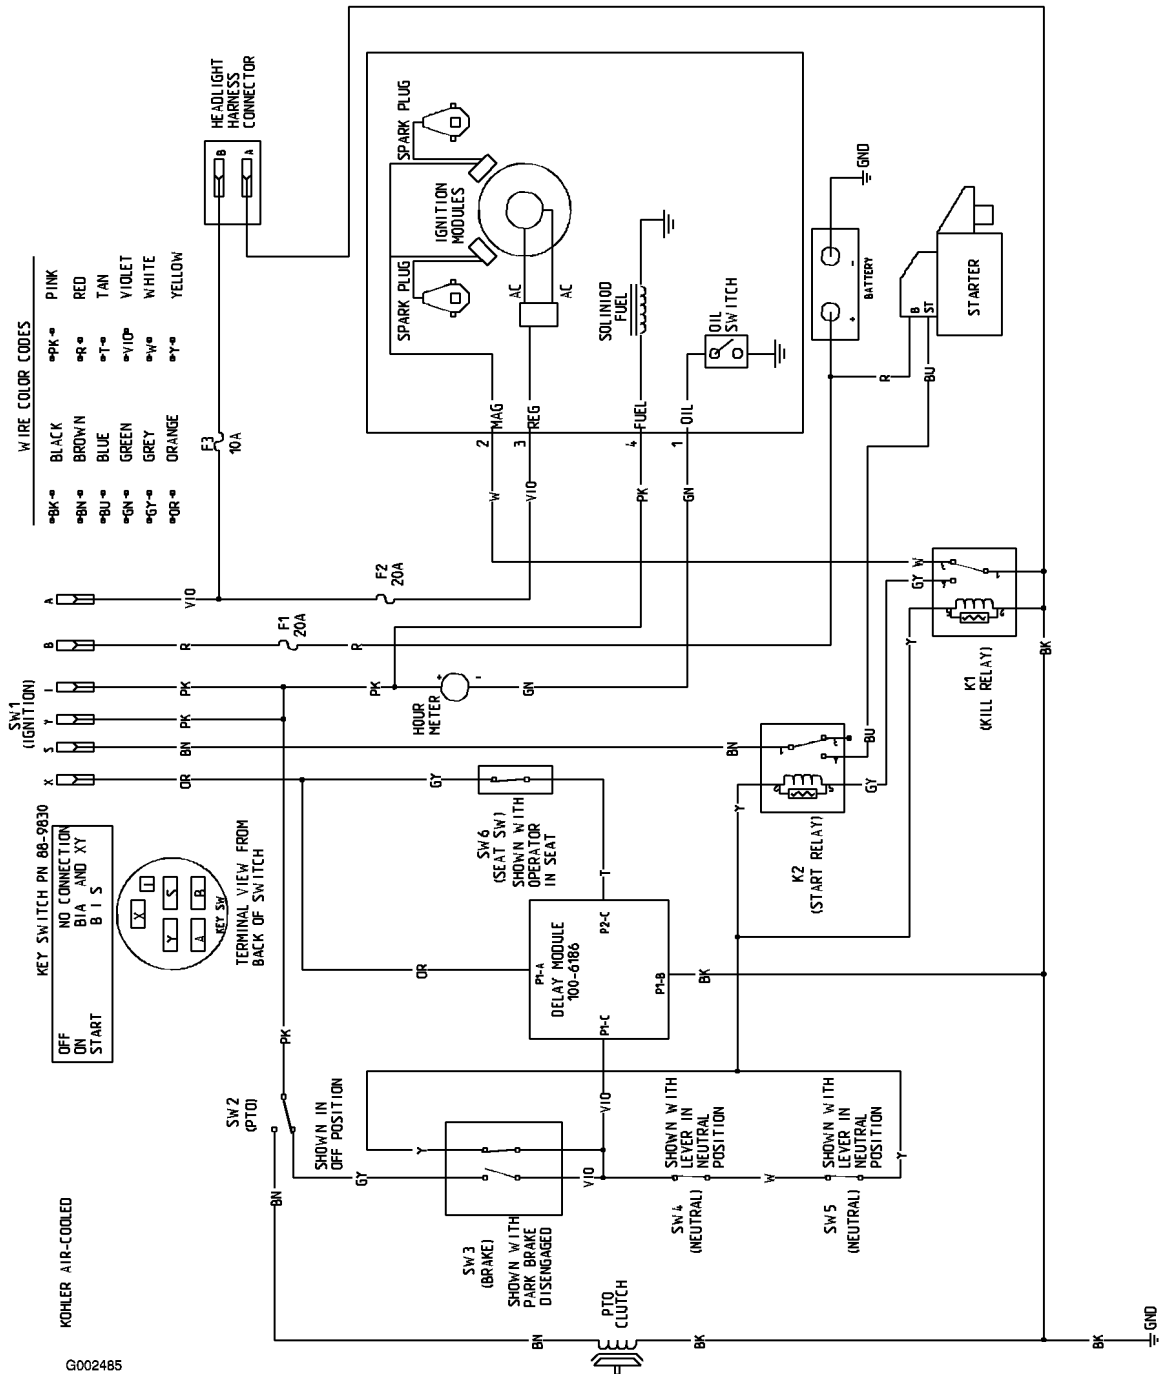 KOHLER AIR-COOLED
G002485
WIRE COLOR CODES
BK BLACK PK PINK
BN BROWN R RED
BU BLUE T TAN
GN GREEN VIO VIOLET
GY GREY W WHITE
OR ORANGE Y YELLOW
KEY SWITCH PN 88-9830
OFF NO CONNECTION
ON BIA AND XY
START B I S
X
I
Y
S
A
B
KEY SW
TERMINAL VIEW FROM
BACK OF SWITCH
SW1
(IGNITION)
X
S
Y
I
B
A
OR
BN
PK
PK
R
VIO
HEADLIGHT
HARNESS
CONNECTOR
B
A
F3
10A
F2
20A
F1
20A
R
PK
HOUR
METER
+
-
GN
SPARK PLUG
SPARK PLUG
IGNITION
MODULES
AC
AC
SOLINIOD
FUEL
OIL
SWITCH
MAG
REG
FUEL
OIL
2
3
4
1
W
VIO
PK
GN
GND
BATTERY
+
-
STARTER
B
ST
R
BU
GY
W
K1
(KILL RELAY)
Y
BK
BN
K2
(START RELAY)
Y
GY
BU
GY
SW6
(SEAT SW)
SHOWN WITH
OPERATOR
IN SEAT
T
OR
P1-A
DELAY MODULE
100-6186
P2-C
P1-C
P1-B
BK
VIO
PK
SW2
(PTO)
SHOWN IN
OFF POSITION
BN
GY
Y
VIO
SW3
(BRAKE)
SHOWN WITH
PARK BRAKE
DISENGAGED
SHOWN WITH
LEVER IN
NEUTRAL
POSITION
SW4
(NEUTRAL)
W
SHOWN WITH
LEVER IN
NEUTRAL
POSITION
SW5
(NEUTRAL)
Y
PTO
CLUTCH
BN
BK
BK
GND